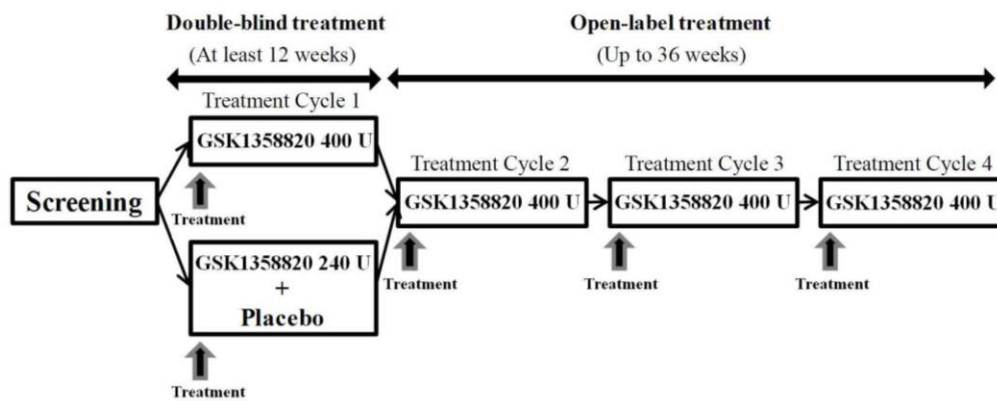 Double-blind treatment
(At least 12 weeks)
Open-label treatment
(Up to 36 weeks)
Treatment Cycle 1
GSK1358820 400 U
Treatment
Screening
GSK1358820 240 U
+
Placebo
Treatment
Treatment Cycle 2
GSK1358820 400 U
Treatment
Treatment Cycle 3
GSK1358820 400 U
Treatment
Treatment Cycle 4
GSK1358820 400 U
Treatment